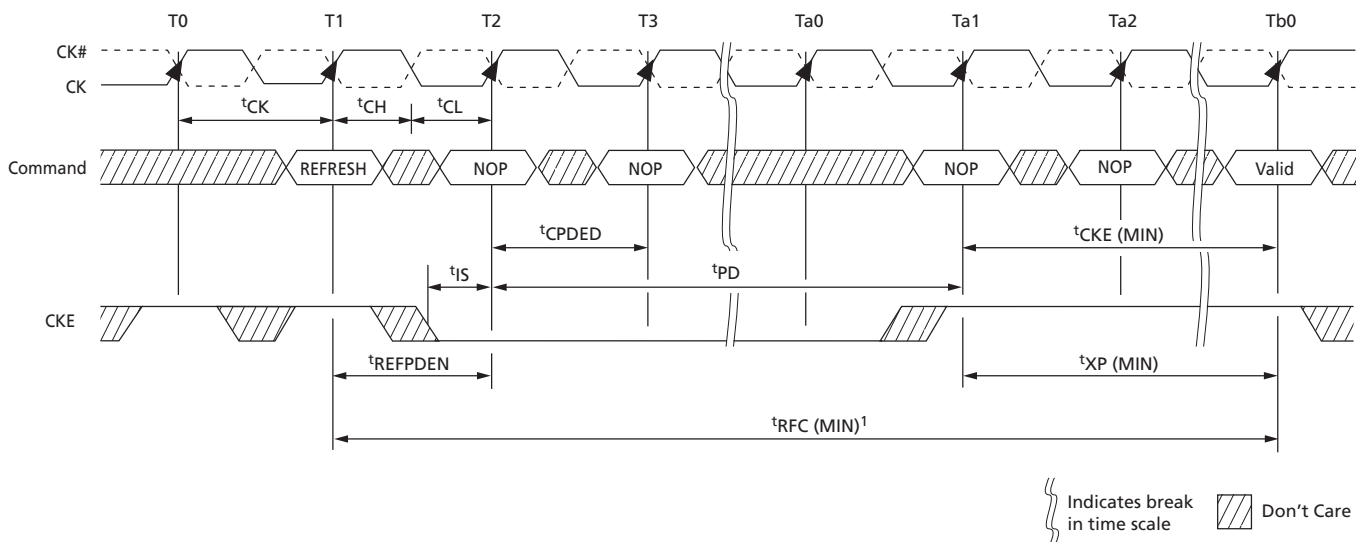 T0 T1 T2 T3 Ta0 Ta1 Ta2 Tb0
CK#
CK
tCK tCH tCL
Command REFRESH NOP NOP NOP NOP Valid
tCPDED tCKE (MIN)
tIS tPD
CKE
tREFPDEN tXP (MIN)
tRFC (MIN)1
Indicates break
in time scale
Don't Care